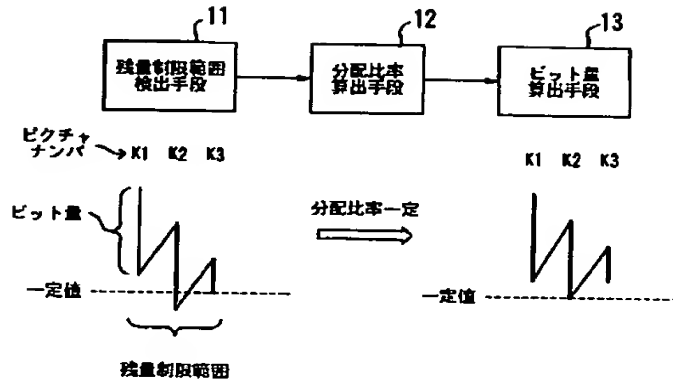 11
12
13
残量制限範囲
検出手段
分配比率
算出手段
ビット量
算出手段
ピクチャ
ナンバ
K1 K2 K3
K1 K2 K3
ビット量
分配比率一定
一定値
一定値
残量制限範囲